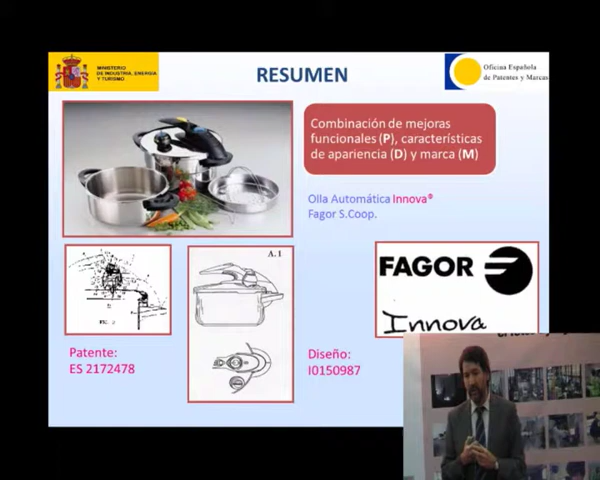 MINISTERIO
DE INDUSTRIA, ENERGÍA
Y TURISMO
RESUMEN
Oficina Española
de Patentes y Marcas
Combinación de mejoras
funcionales (P), características
de apariencia (D) y marca (M)
Olla Automática Innova®
Fagor S.Coop.
A. 1
FAGOR
Innova
Patente:
ES 2172478
Diseño:
I0150987